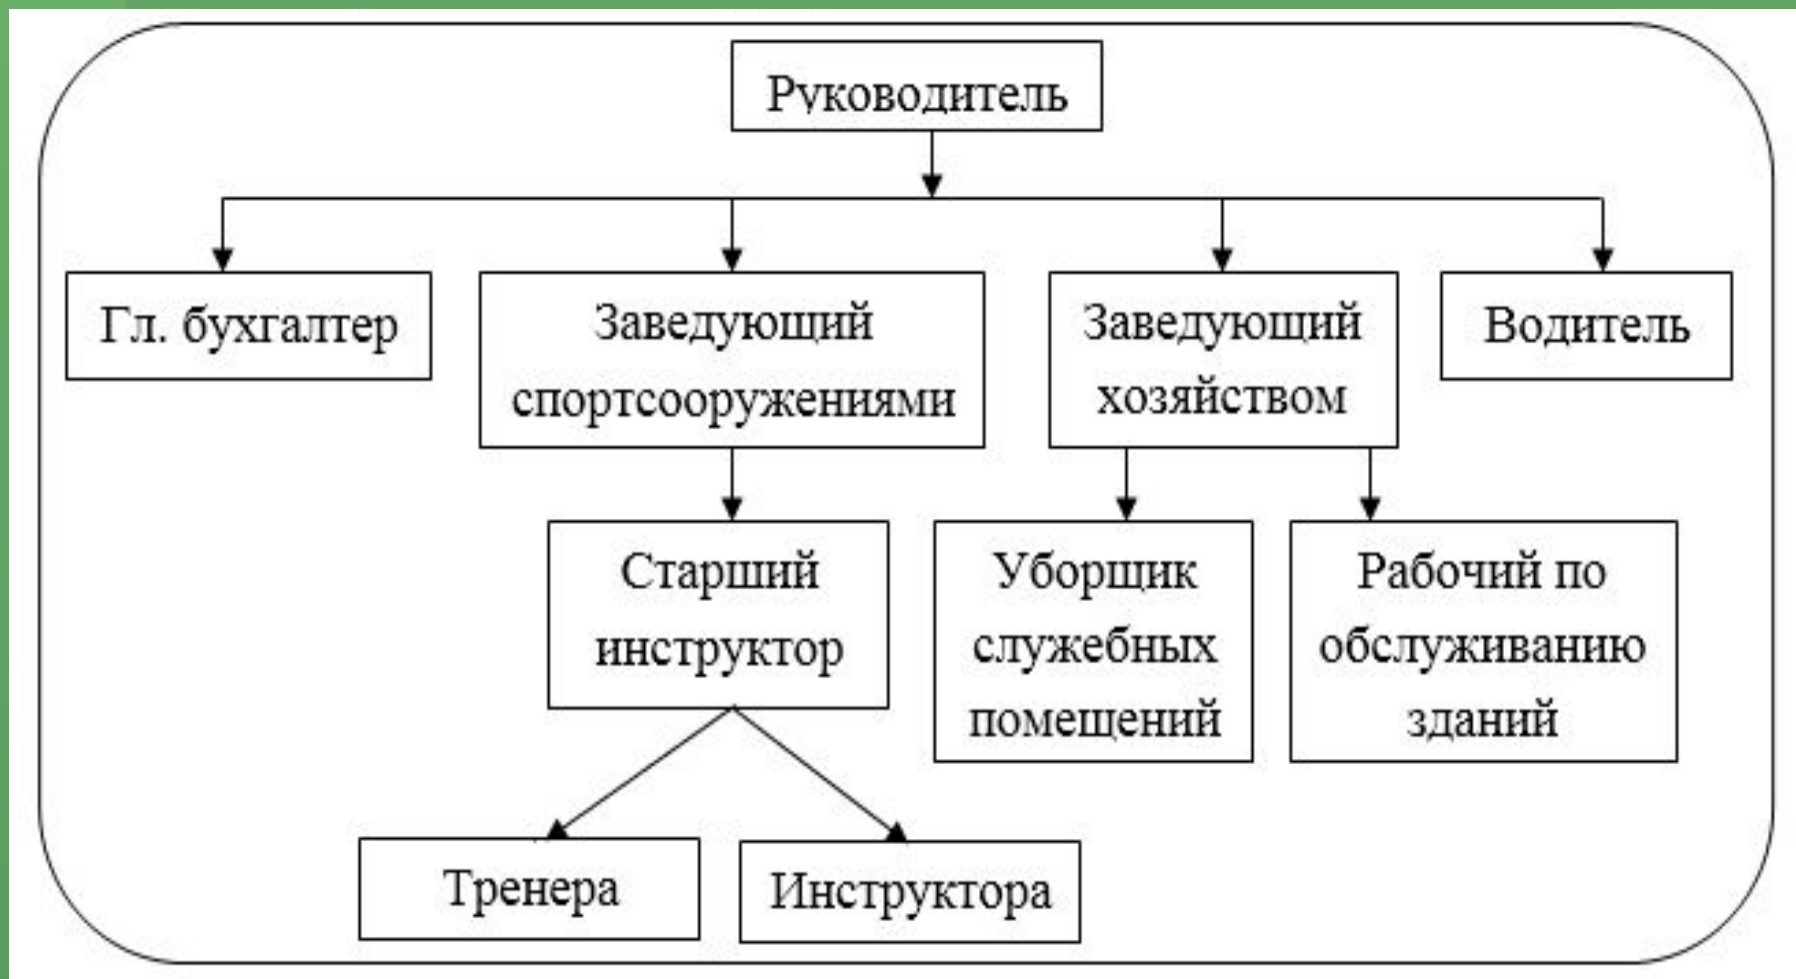 Руководитель
Гл. бухгалтер
Заведующий
спортсооружениями
Заведующий
хозяйством
Водитель
Старший
инструктор
Уборщик
служебных
помещений
Рабочий по
обслуживанию
зданий
Тренера
Инструктора